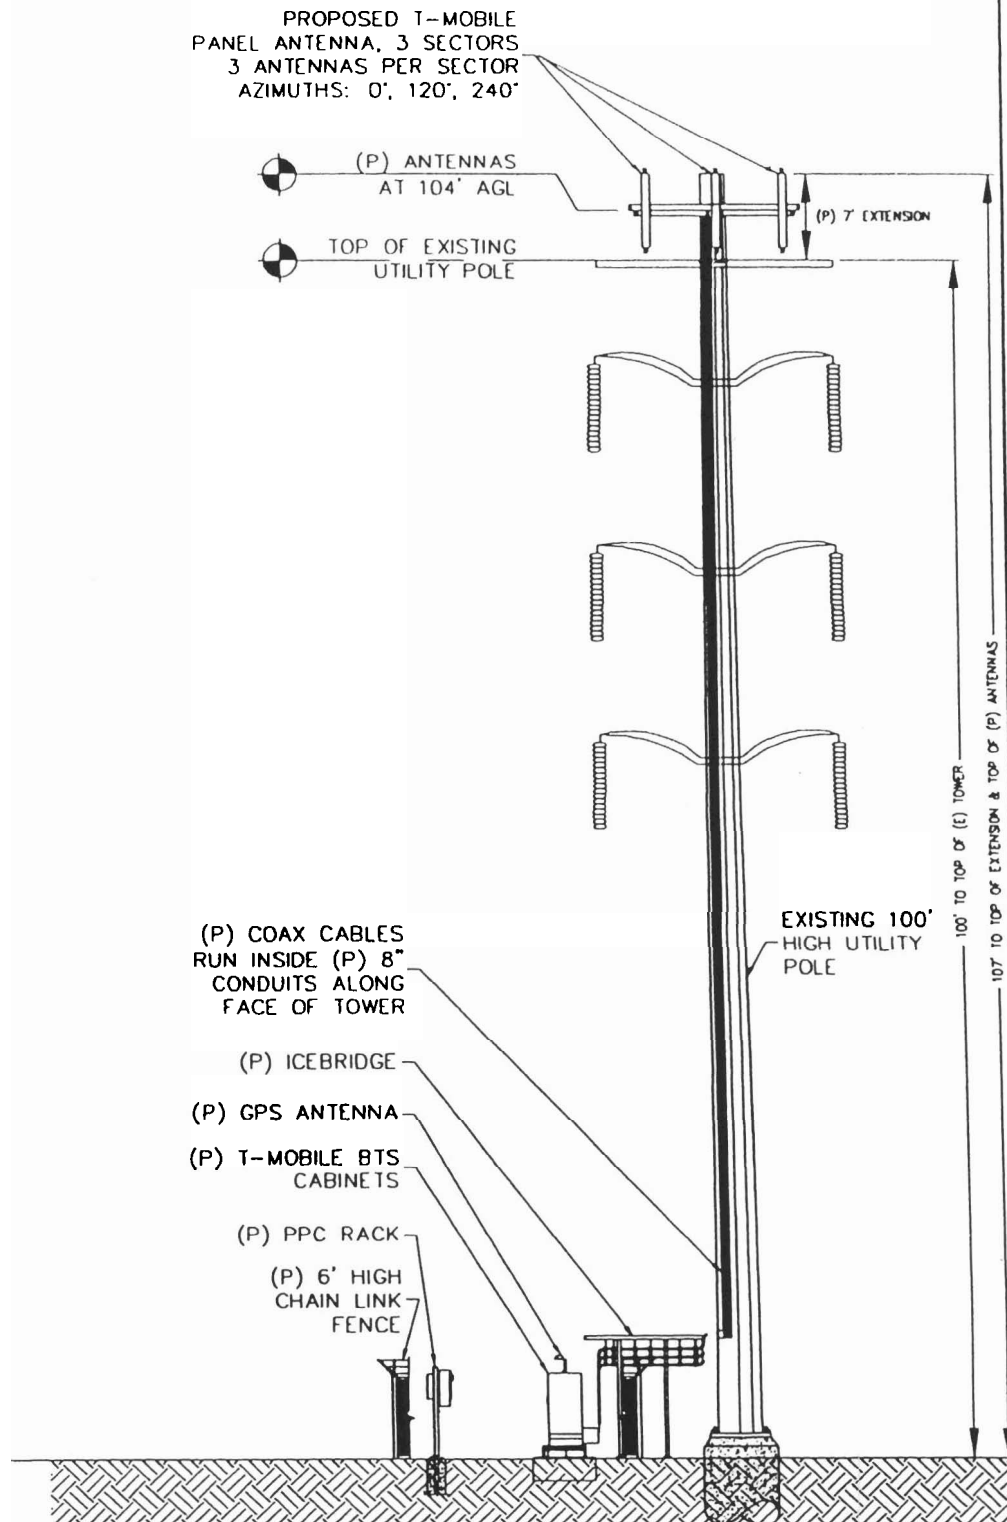 PROPOSED T-MOBILE
PANEL ANTENNA, 3 SECTORS
3 ANTENNAS PER SECTOR
AZIMUTHS: 0°, 120°, 240°
(P) ANTENNAS
AT 104' AGL
(P) 7' EXTENSION
TOP OF EXISTING
UTILITY POLE
107' TO TOP OF EXTENSION & TOP OF (P) ANTENNAS
100' TO TOP OF (E) TOWER
EXISTING 100'
HIGH UTILITY
POLE
(P) COAX CABLES
RUN INSIDE (P) 8"
CONDUITS ALONG
FACE OF TOWER
(P) ICEBRIDGE
(P) GPS ANTENNA
(P) T-MOBILE BTS
CABINETS
(P) PPC RACK
(P) 6' HIGH
CHAIN LINK
FENCE